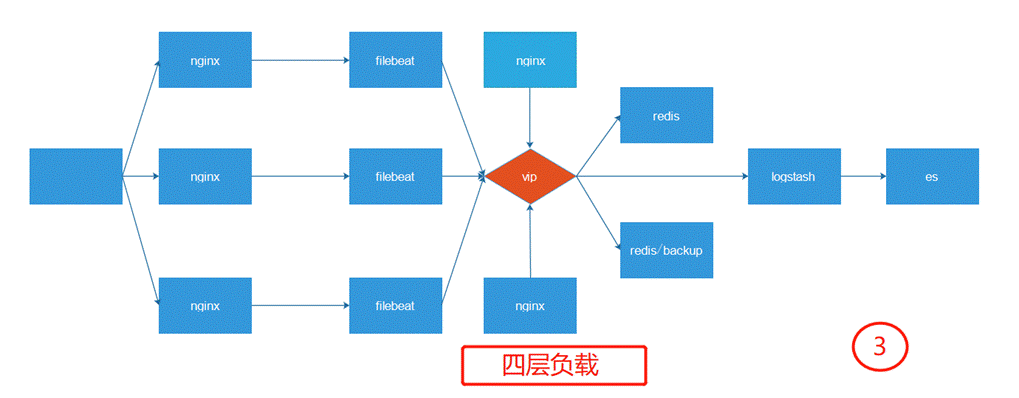 nginx
filebeat
nginx
redis
nginx
filebeat
vip
logstash
es
redis/backup
nginx
filebeat
nginx
四层负载
3